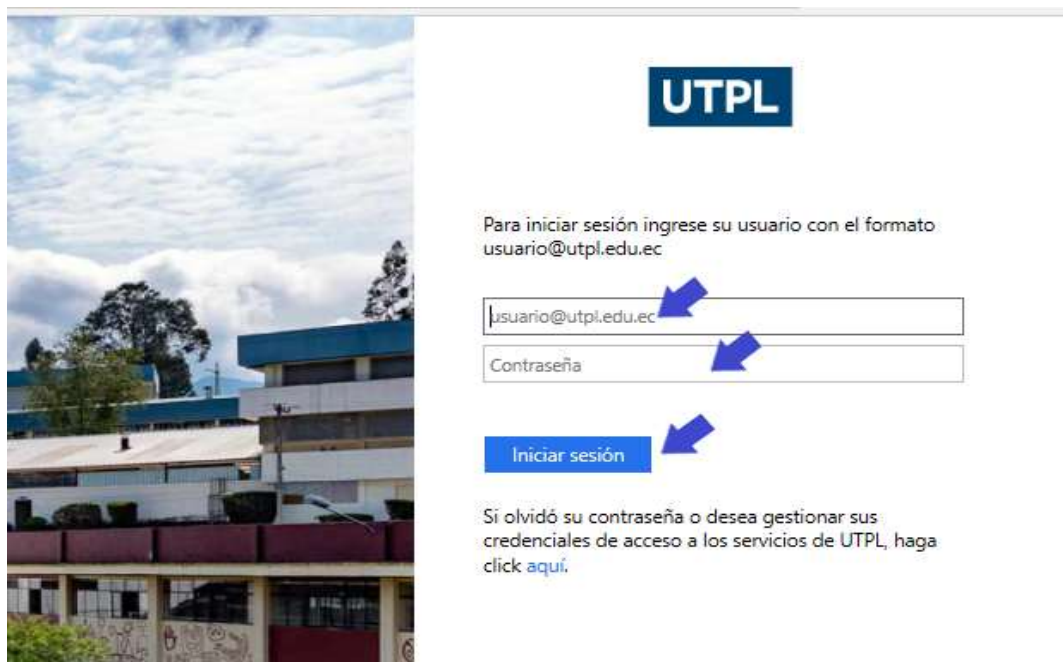 UTPL
Para iniciar sesión ingrese su usuario con el formato
usuario@utpl.edu.ec
usuario@utpl.edu.ec
Contraseña
Iniciar sesión
Si olvidó su contraseña o desea gestionar sus
credenciales de acceso a los servicios de UTPL, haga
click aquí.